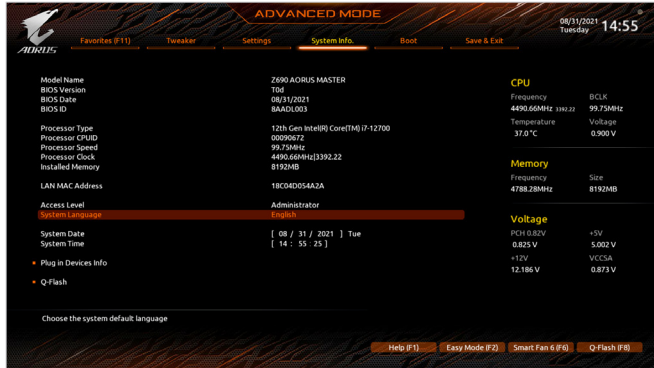 ADVANCED MODE
08/31/2021 Tuesday 14:55
AORUS
Favorites (F11) Tweaker Settings System Info. Boot Save & Exit
Model Name Z690 AORUS MASTER
BIOS Version T0d
BIOS Date 08/31/2021
BIOS ID 8AADL003
Processor Type 12th Gen Intel(R) Core(TM) i7-12700
Processor CPUID 00090672
Processor Speed 99.75MHz
Processor Clock 4490.66MHz|3392.22
Installed Memory 8192MB
LAN MAC Address 18C04D054A2A
Access Level Administrator
System Language English
System Date [ 08 / 31 / 2021 ] Tue
System Time [ 14 : 55 : 25 ]
Plug in Devices Info
Q-Flash
CPU
Frequency BCLK
4490.66MHz 3392.22 99.75MHz
Temperature Voltage
37.0 °C 0.900 V
Memory
Frequency Size
4788.28MHz 8192MB
Voltage
PCH 0.82V +5V
0.825 V 5.002 V
+12V VCCSA
12.186 V 0.873 V
Choose the system default language
Help (F1) Easy Mode (F2) Smart Fan 6 (F6) Q-Flash (F8)